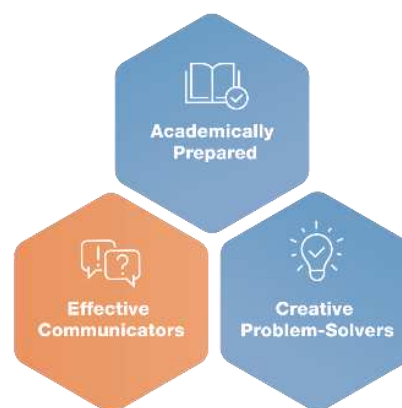 Academically
Prepared
! ?
Effective
Communicators
Creative
Problem-Solvers